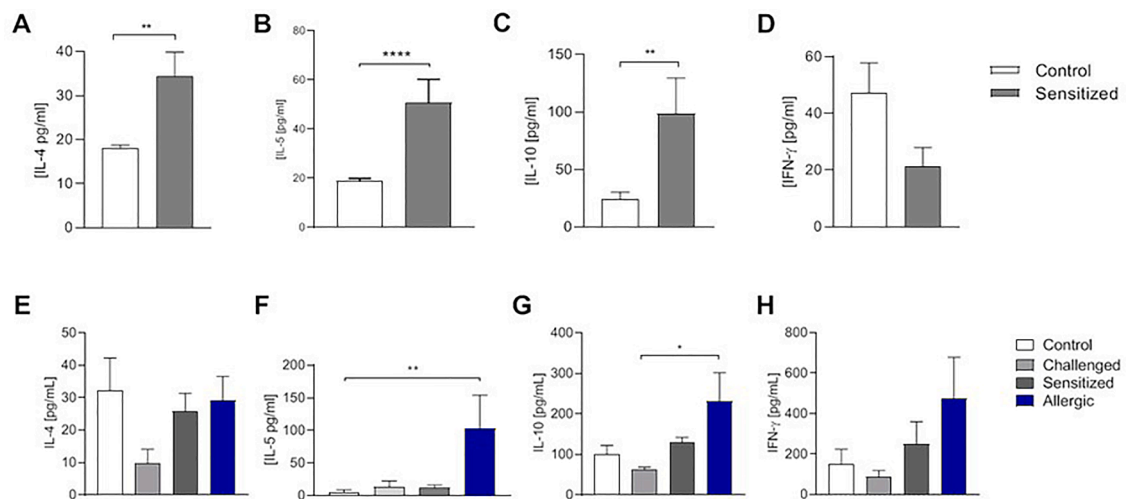 A
**
40
30
20
10
0
[IL-4 pg/ml]
B
****
80
60
40
20
0
[IL-5 [pg/ml]
C
**
150
100
50
0
[IL-10 [pg/ml]
D
60
40
20
0
[IFN-γ [pg/ml]
Control
Sensitized
E
50
40
30
20
10
0
IL-4 [pg/mL]
F
**
200
150
100
50
0
[IL-5 pg/ml]
G
*
400
300
200
100
0
IL-10 [pg/mL]
H
800
600
400
200
0
IFN-γ [pg/mL]
Control
Challenged
Sensitized
Allergic